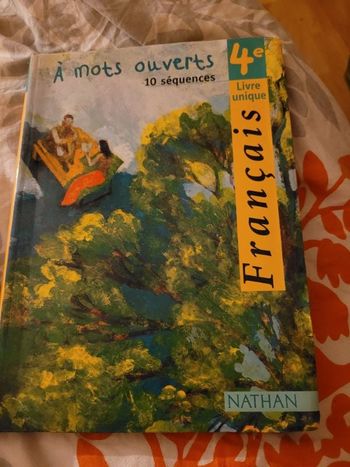 À mots ouverts
10 séquences
4e
Livre
unique
Français
NATHAN